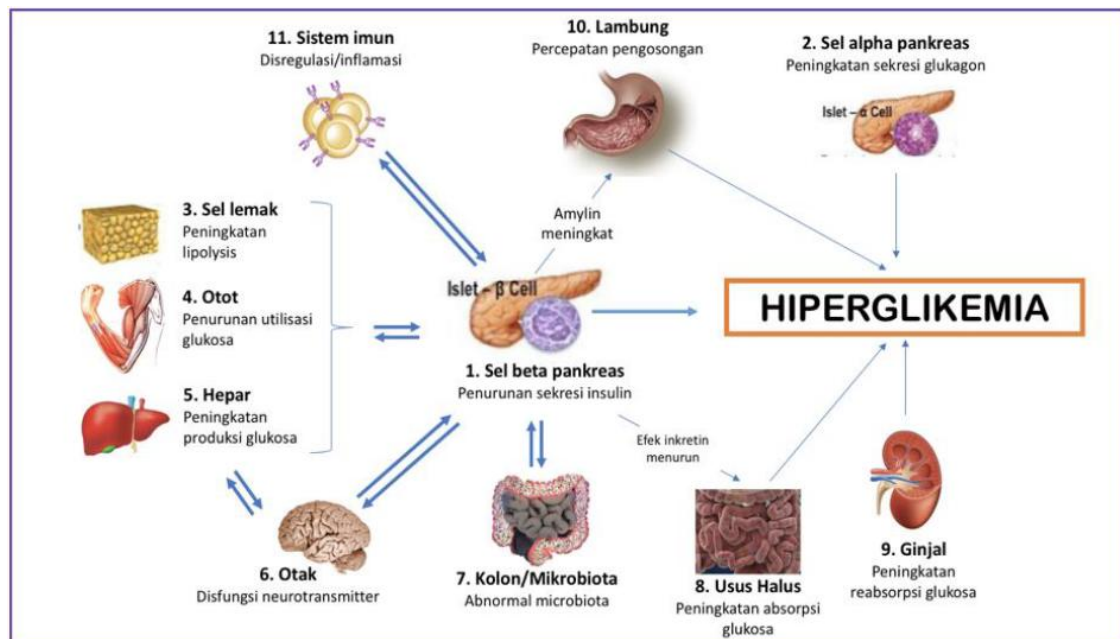 11. Sistem imun
Disregulasi/inflamasi
10. Lambung
Percepatan pengosongan
2. Sel alpha pankreas
Peningkatan sekresi glukagon
Islet – α Cell
3. Sel lemak
Peningkatan
lipolysis
Amylin
meningkat
4. Otot
Penurunan utilisasi
glukosa
Islet – β Cell
HIPERGLIKEMIA
1. Sel beta pankreas
Penurunan sekresi insulin
5. Hepar
Peningkatan
produksi glukosa
Efek inkretin
menurun
6. Otak
Disfungsi neurotransmitter
7. Kolon/Mikrobiota
Abnormal microbiota
8. Usus Halus
Peningkatan absorpsi
glukosa
9. Ginjal
Peningkatan
reabsorpsi glukosa